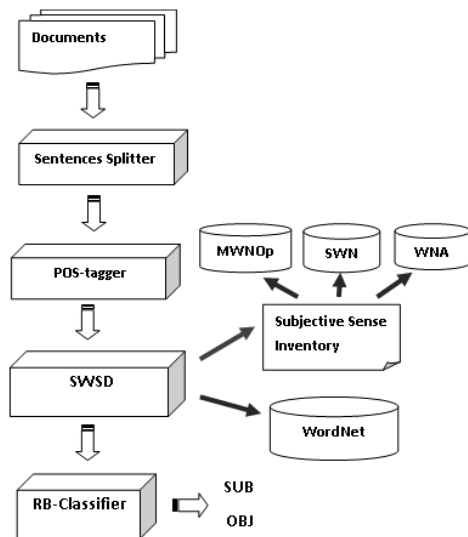 Documents
Sentences Splitter
POS-tagger
MWNOp
SWN
WNA
Subjective Sense
Inventory
SWSD
WordNet
RB-Classifier
SUB
OBJ